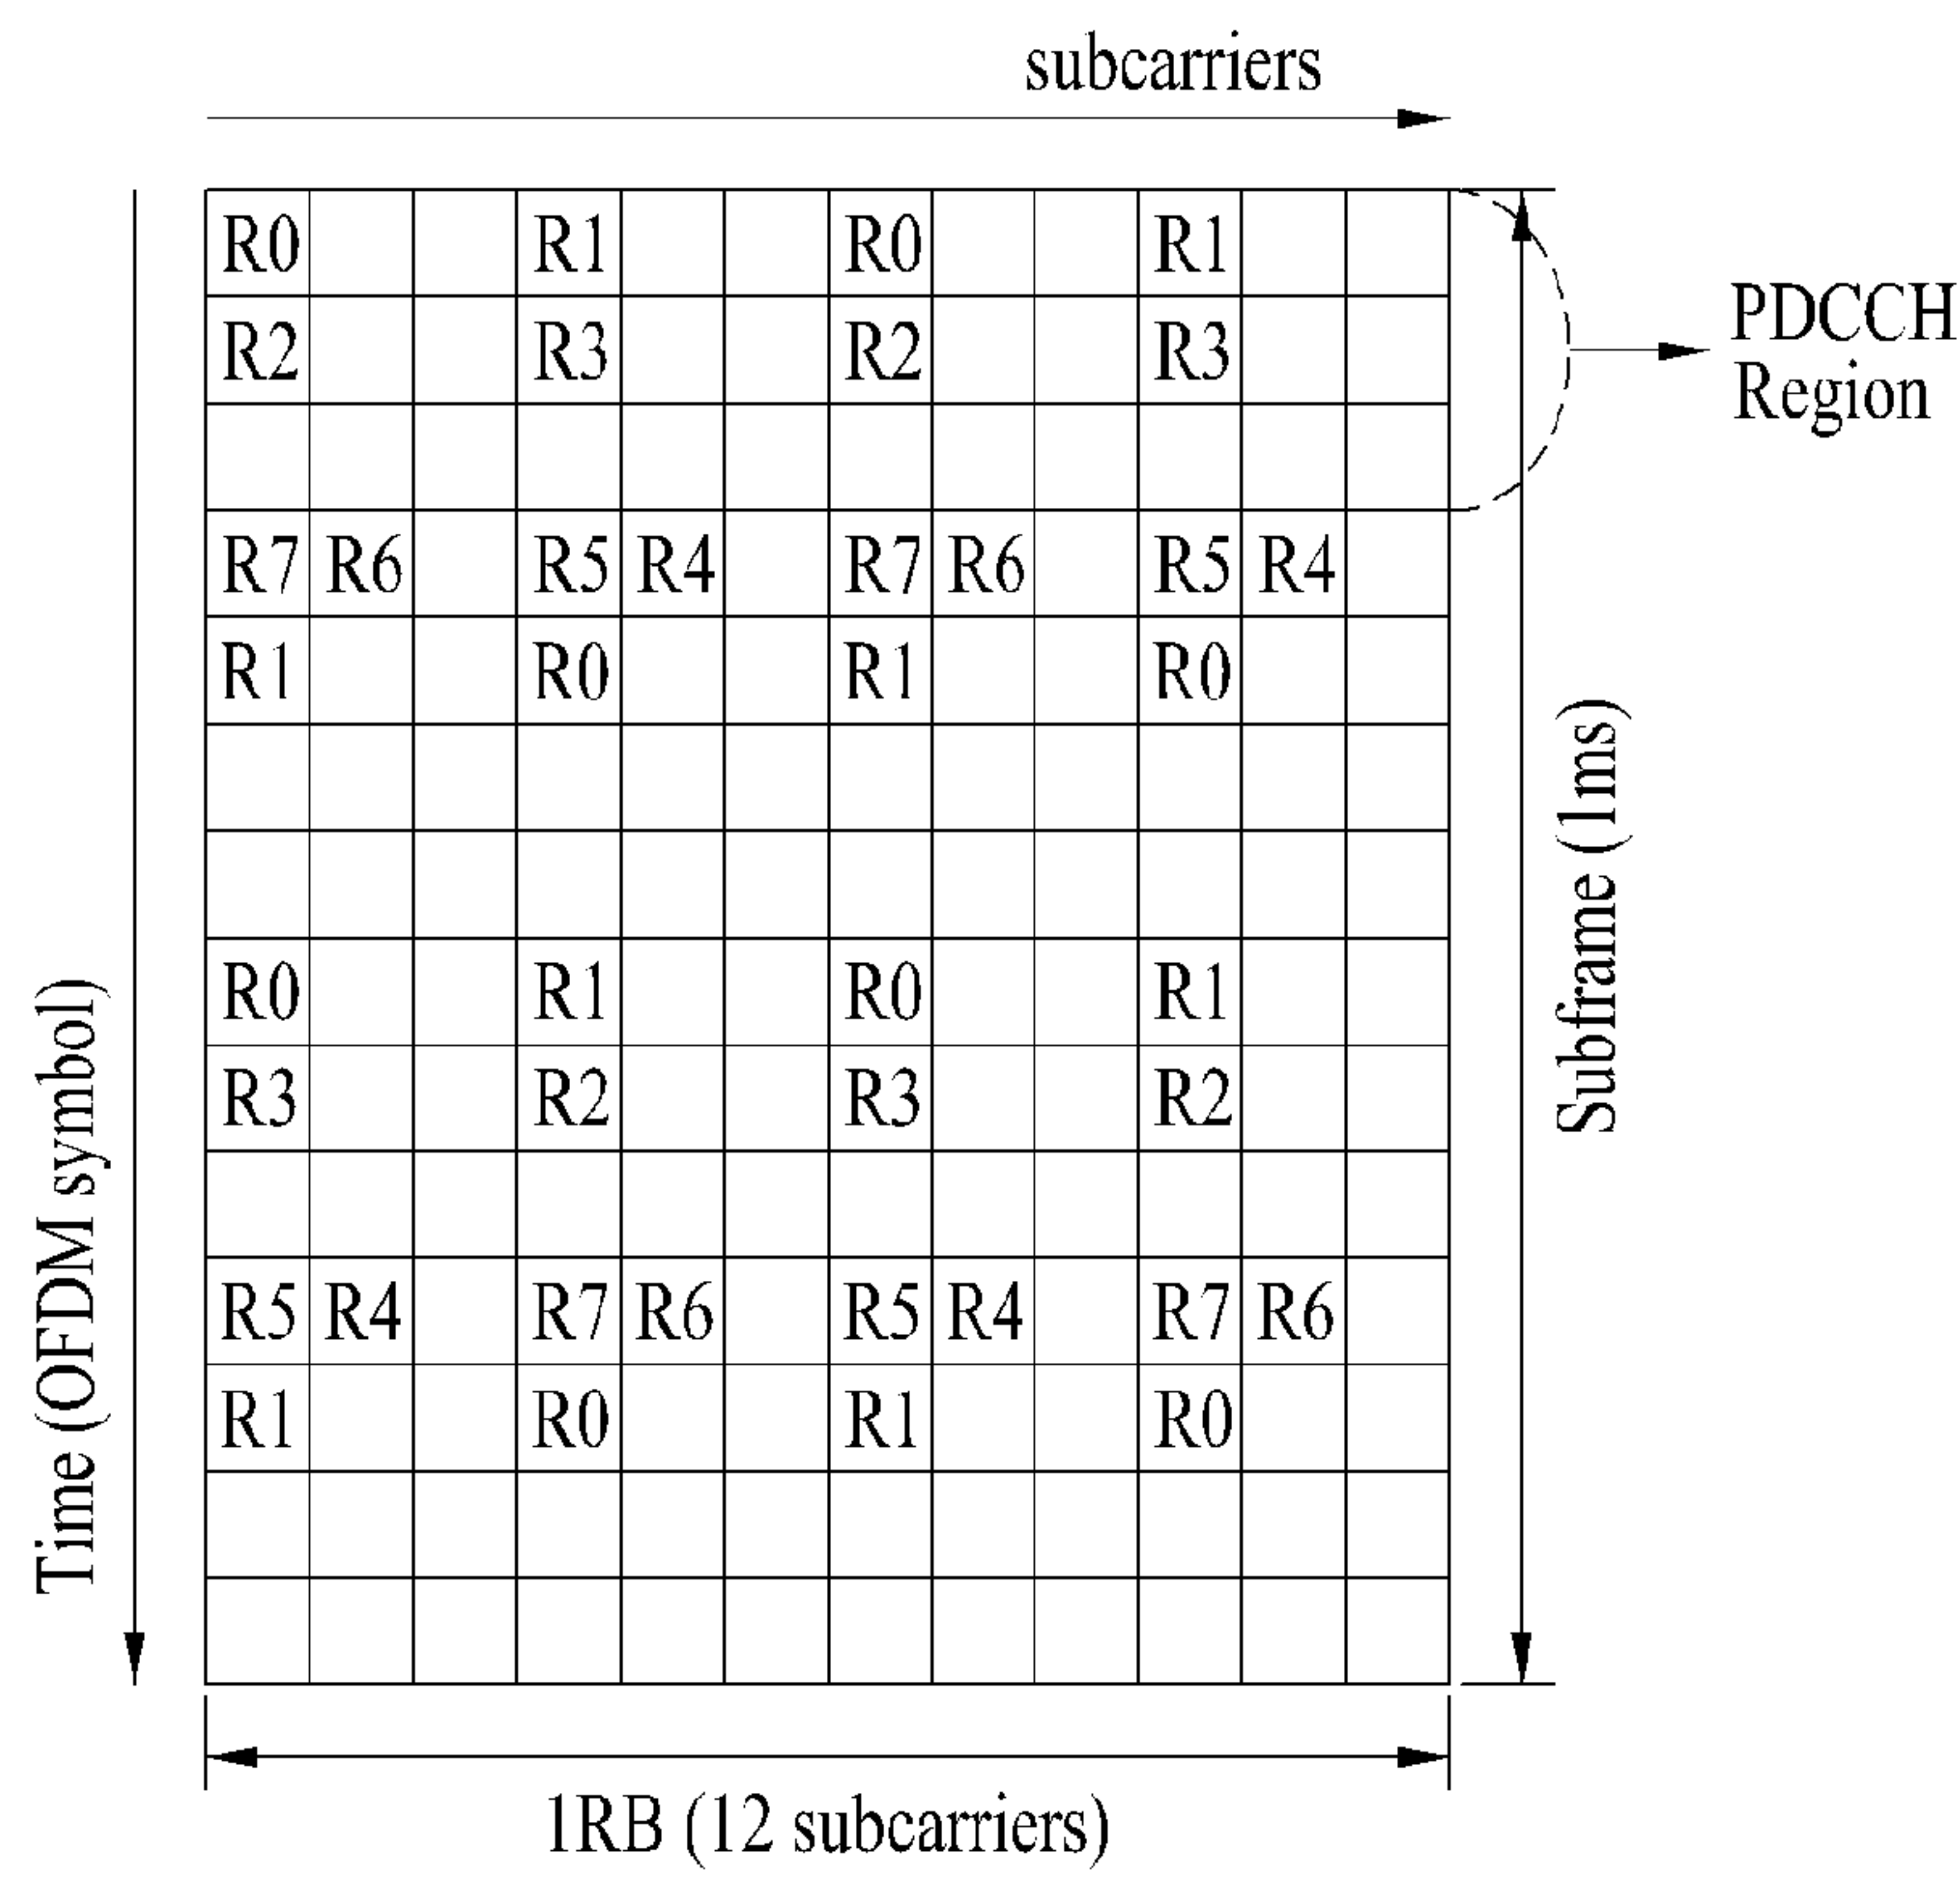 subcarriers
R0 R1 R0 R1
R2 R3 R2 R3
PDCCH
Region
R7 R6 R5 R4 R7 R6 R5 R4
R1 R0 R1 R0
R0 R1 R0 R1
R3 R2 R3 R2
R5 R4 R7 R6 R5 R4 R7 R6
R1 R0 R1 R0
Time (OFDM symbol)
Subframe (1ms)
1RB (12 subcarriers)